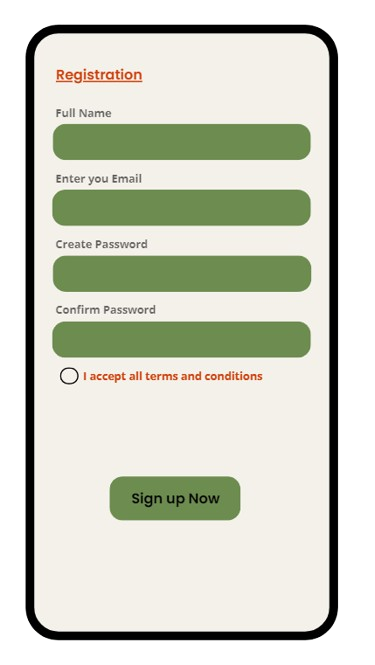 Registration
Full Name
Enter you Email
Create Password
Confirm Password
I accept all terms and conditions
Sign up Now